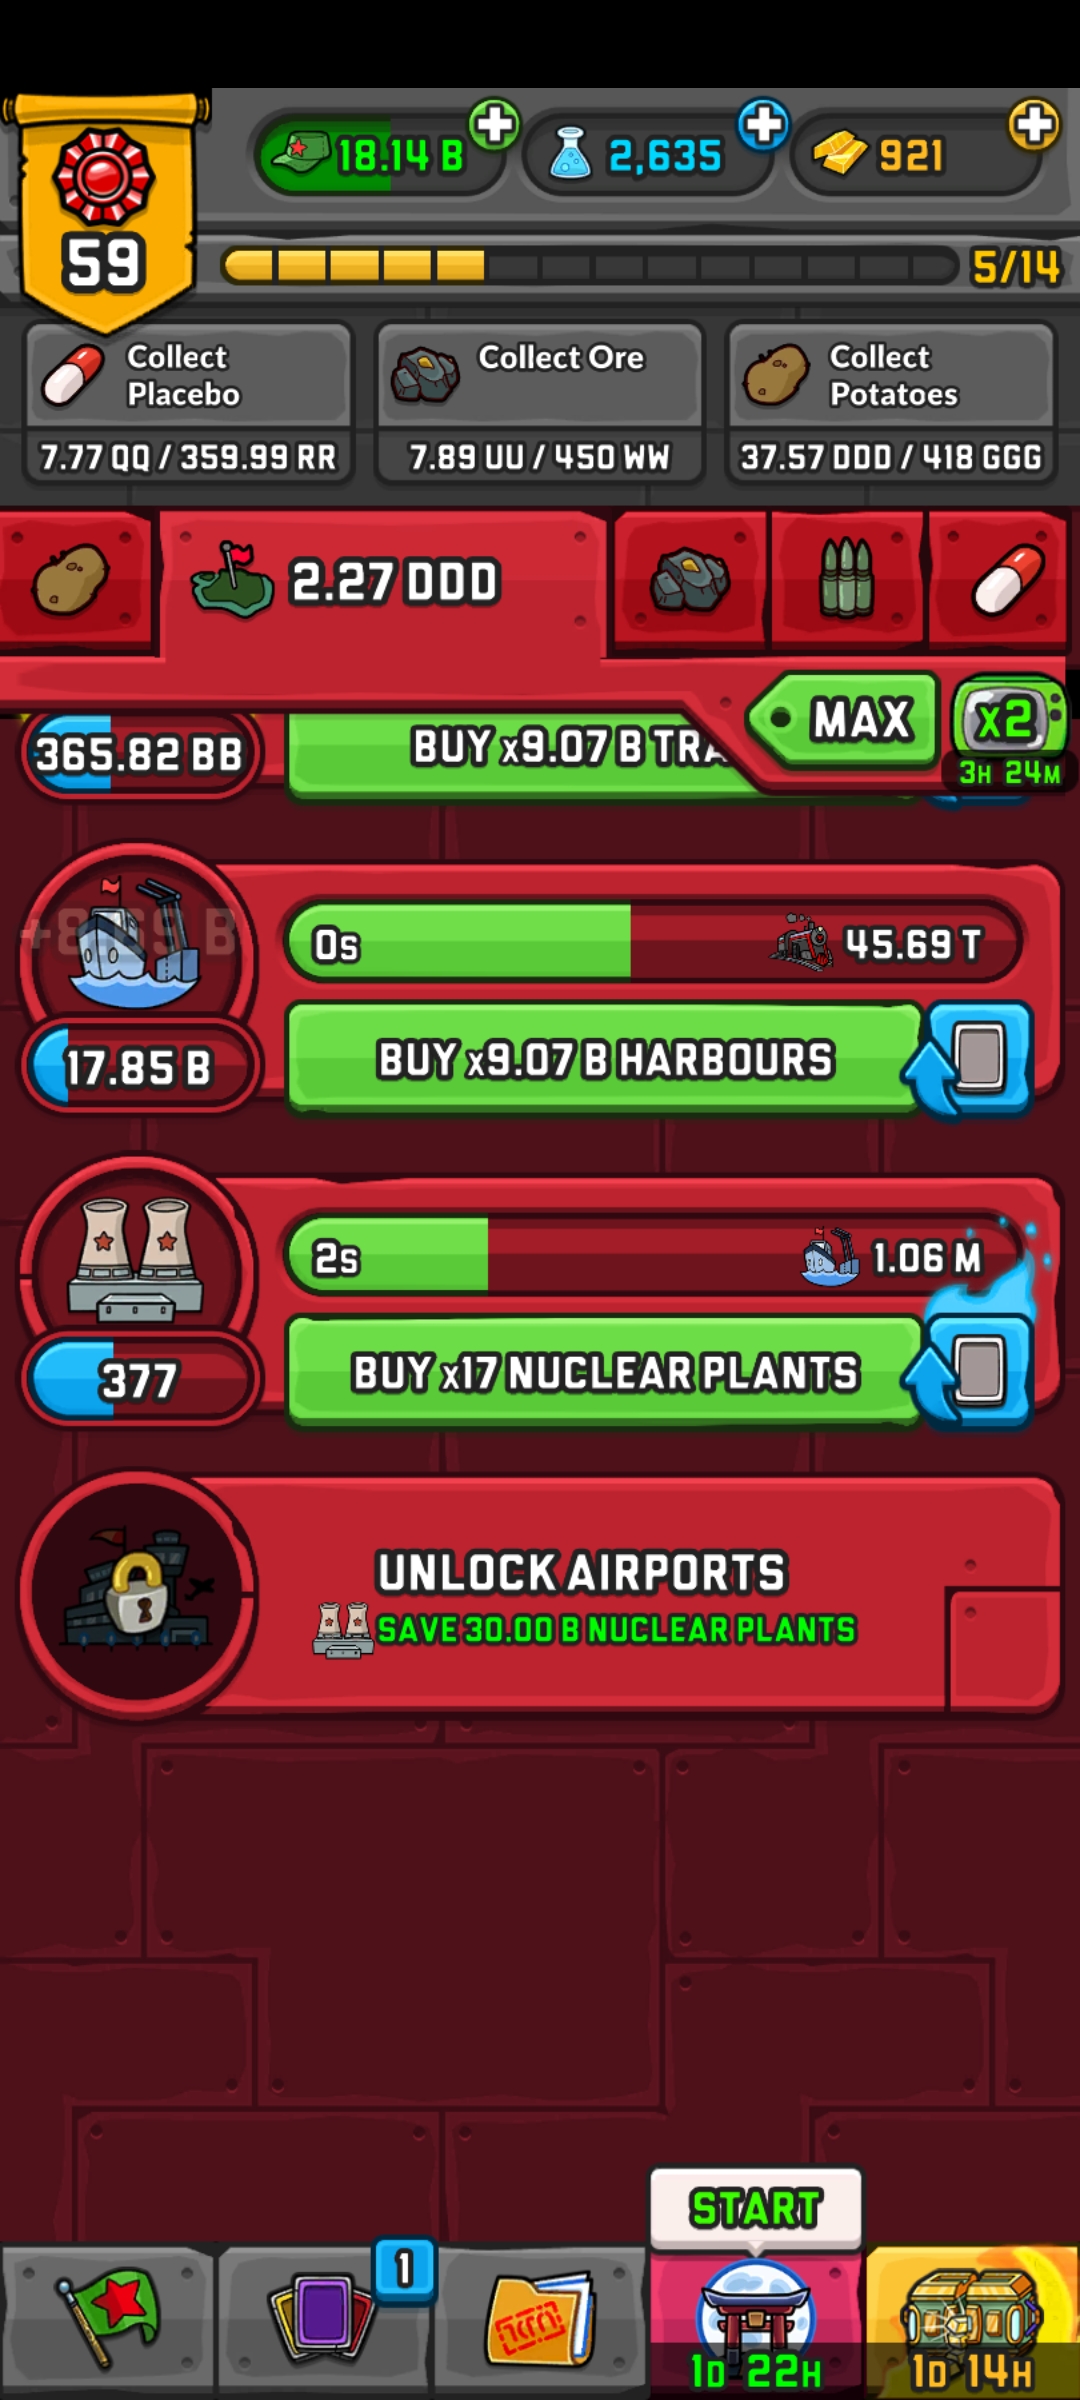 18.14 B
2,635
921
59
5/14
Collect Placebo
7.77 QQ / 359.99 RR
Collect Ore
7.89 UU / 450 WW
Collect Potatoes
37.57 DDD / 418 GGG
2.27 DDD
MAX
x2
3H 24M
365.82 BB
BUY x9.07 B
0s
45.69 T
17.85 B
BUY x9.07 B HARBOURS
2s
1.06 M
377
BUY x17 NUCLEAR PLANTS
UNLOCK AIRPORTS
SAVE 30.00 B NUCLEAR PLANTS
START
1
1D 22H
1D 14H